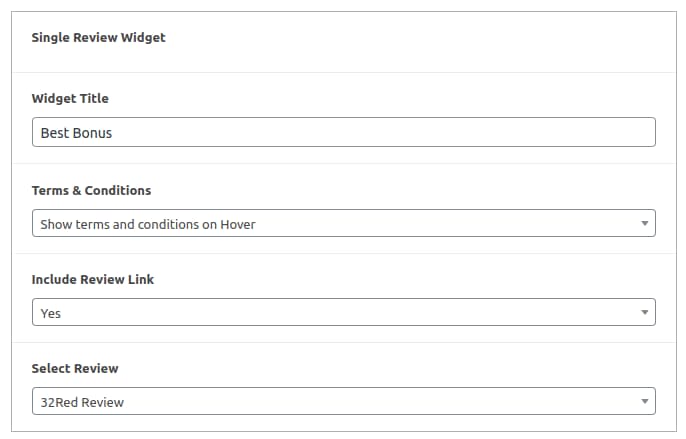 Single Review Widget
Widget Title
Best Bonus
Terms & Conditions
Show terms and conditions on Hover
Include Review Link
Yes
Select Review
32Red Review